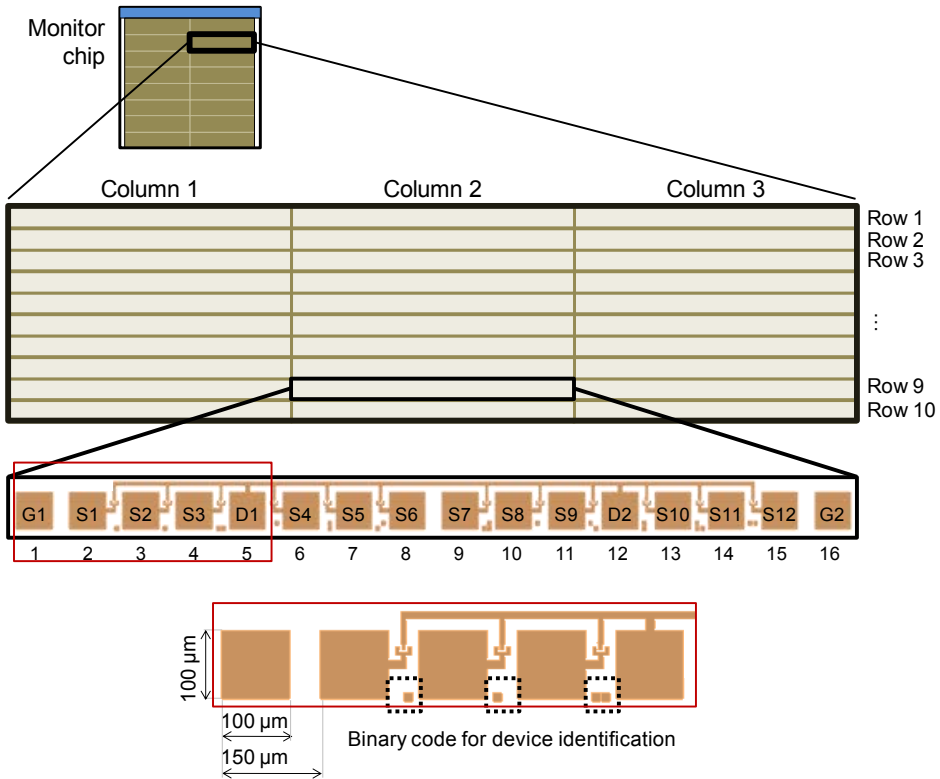 Monitor
chip
Column 1 Column 2 Column 3
Row 1
Row 2
Row 3
...
Row 9
Row 10
G1 S1 S2 S3 D1 S4 S5 S6 S7 S8 S9 D2 S10 S11 S12 G2
1 2 3 4 5 6 7 8 9 10 11 12 13 14 15 16
100 µm
100 µm
150 µm
Binary code for device identification